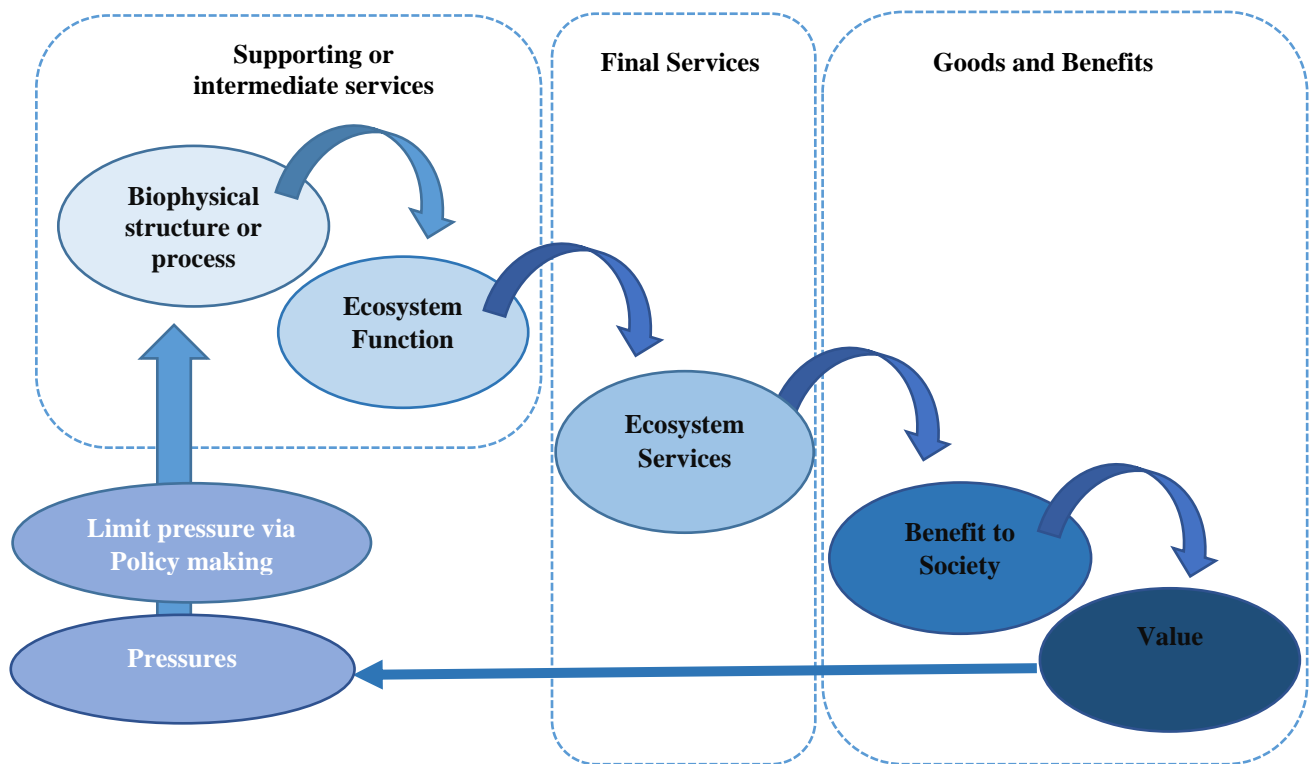 Supporting or
intermediate services
Final Services
Goods and Benefits
Biophysical
structure or
process
Ecosystem
Function
Ecosystem
Services
Limit pressure via
Policy making
Benefit to
Society
Pressures
Value